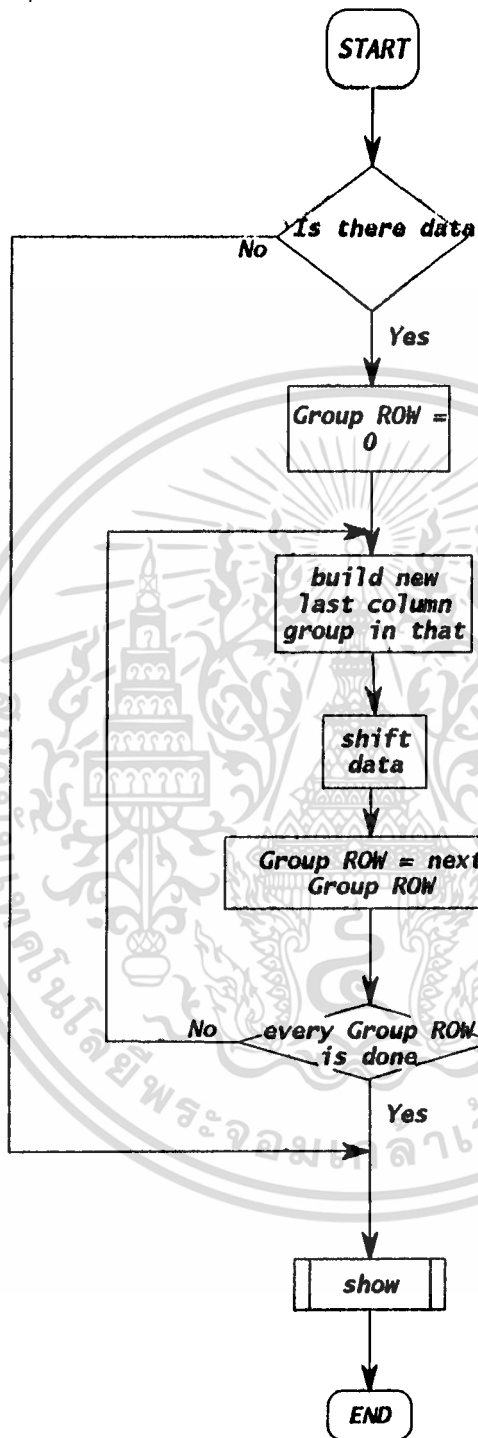 START
Is there data
No
Yes
Group ROW =
0
build new
last column
group in that
shift
data
Group ROW = next
Group ROW
No
every Group ROW
is done
Yes
show
END